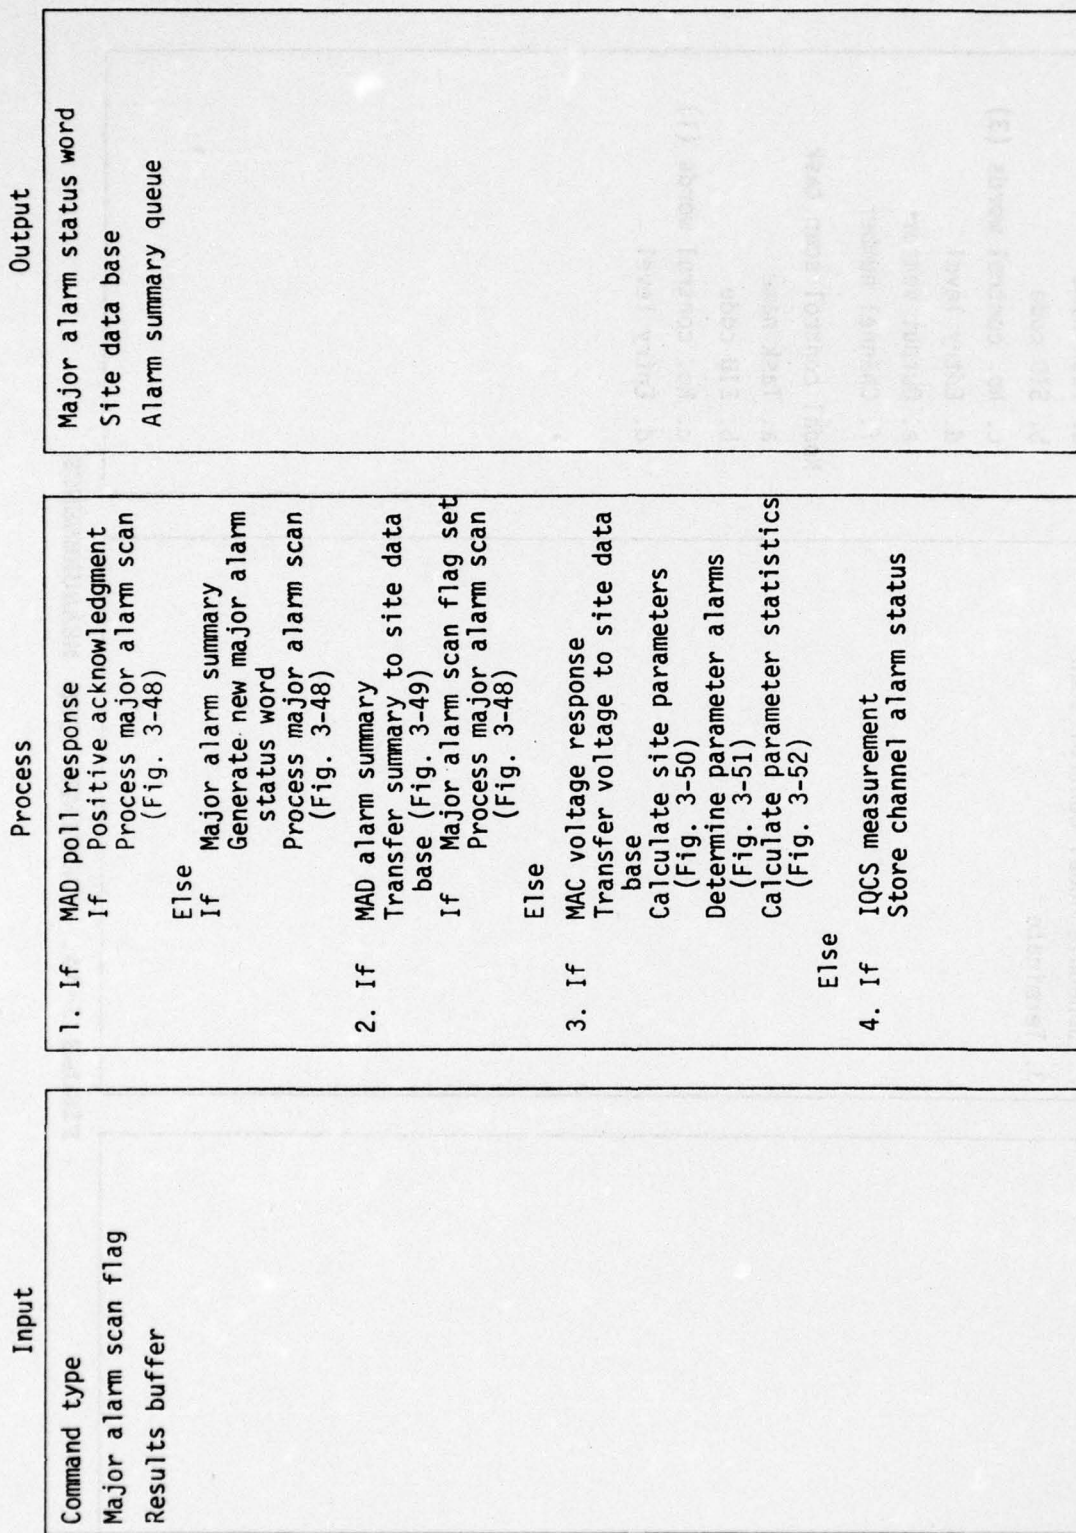 Input
Command type
Major alarm scan flag
Results buffer
Process
1. If MAD poll response
If Positive acknowledgment
Process major alarm scan
(Fig. 3-48)
Else
If Major alarm summary
Generate new major alarm
status word
Process major alarm scan
(Fig. 3-48)
2. If MAD alarm summary
Transfer summary to site data
base (Fig. 3-49)
If Major alarm scan flag set
Process major alarm scan
(Fig. 3-48)
Else
3. If MAC voltage response
Transfer voltage to site data
base
Calculate site parameters
(Fig. 3-50)
Determine parameter alarms
(Fig. 3-51)
Calculate parameter statistics
(Fig. 3-52)
Else
4. If IQCS measurement
Store channel alarm status
Output
Major alarm status word
Site data base
Alarm summary queue